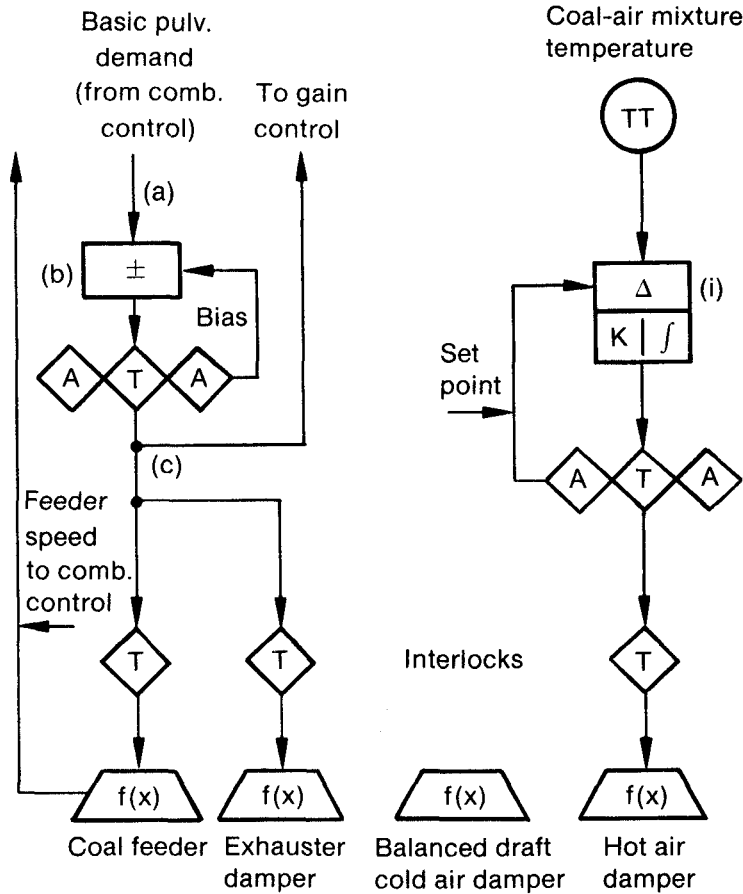 Basic pulv.
demand
(from comb.
control)
To gain
control
Coal-air mixture
temperature
TT
(a)
(b)
±
Bias
A
T
A
(c)
Δ
(i)
K | ∫
Set
point
A
T
A
Feeder
speed
to comb.
control
T
T
Interlocks
T
f(x)
f(x)
f(x)
f(x)
Coal feeder
Exhauster
damper
Balanced draft
cold air damper
Hot air
damper